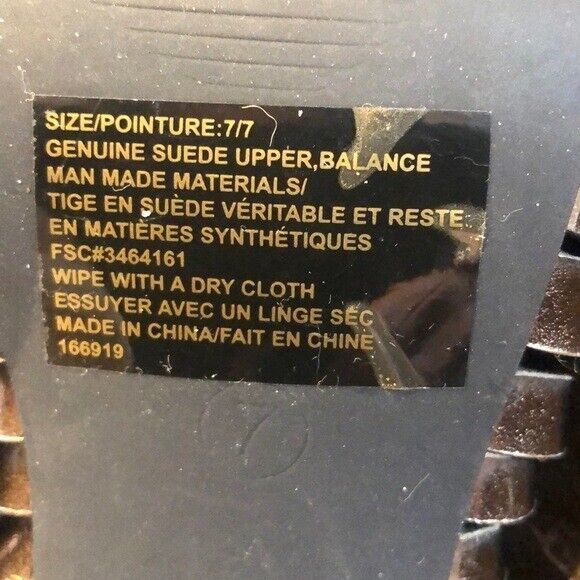 SIZE/POINTURE:7/7
GENUINE SUEDE UPPER,BALANCE
MAN MADE MATERIALS/
TIGE EN SUÈDE VÉRITABLE ET RESTE
EN MATIÈRES SYNTHÉTIQUES
FSC#3464161
WIPE WITH A DRY CLOTH
ESSUYER AVEC UN LINGE SEC
MADE IN CHINA/FAIT EN CHINE
166919
7